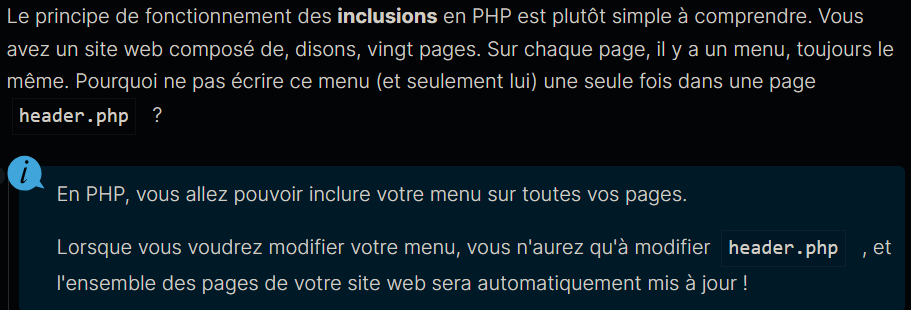 Le principe de fonctionnement des inclusions en PHP est plutôt simple à comprendre. Vous
avez un site web composé de, disons, vingt pages. Sur chaque page, il y a un menu, toujours le
même. Pourquoi ne pas écrire ce menu (et seulement lui) une seule fois dans une page
header.php ?
i
En PHP, vous allez pouvoir inclure votre menu sur toutes vos pages.
Lorsque vous voudrez modifier votre menu, vous n'aurez qu'à modifier header.php , et
l'ensemble des pages de votre site web sera automatiquement mis à jour !